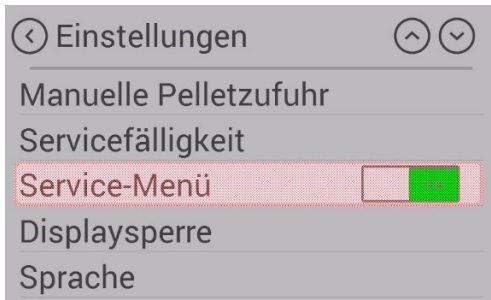 Einstellungen
Manuelle Pelletzufuhr
Servicefälligkeit
Service-Menü
Displaysperre
Sprache